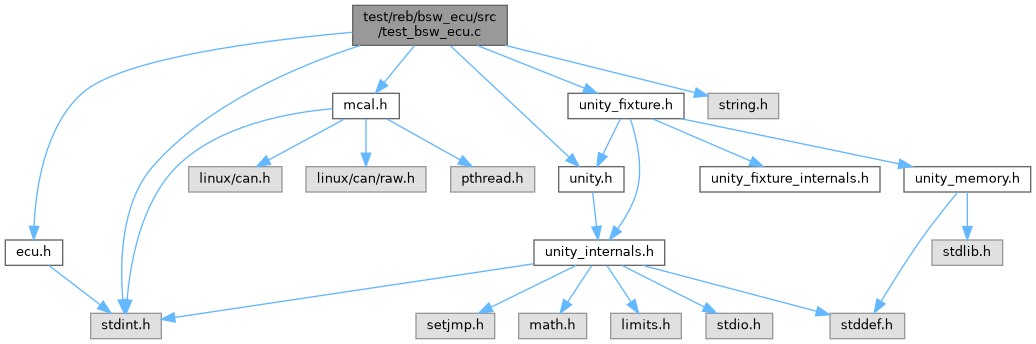 test/reb/bsw_ecu/src
/test_bsw_ecu.c
mcal.h
unity_fixture.h
string.h
linux/can.h
linux/can/raw.h
pthread.h
unity.h
unity_fixture_internals.h
unity_memory.h
ecu.h
unity_internals.h
stdlib.h
stdint.h
setjmp.h
math.h
limits.h
stdio.h
stddef.h